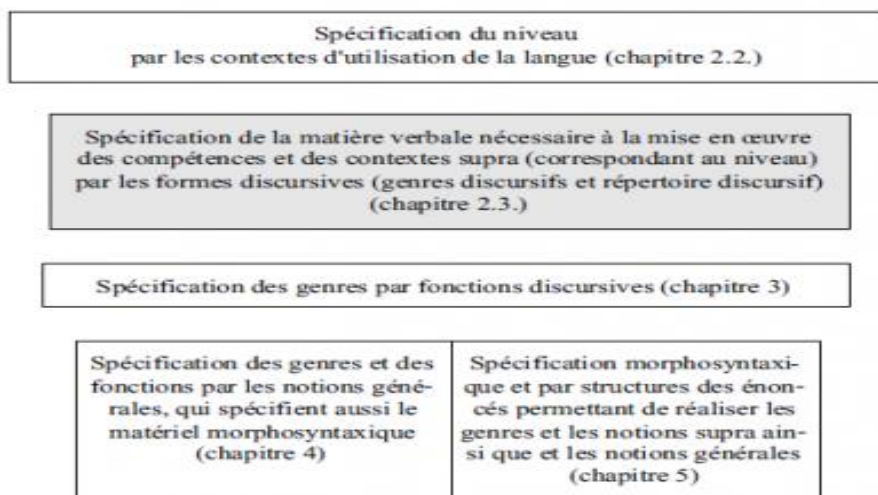 Spécification du niveau
par les contextes d'utilisation de la langue (chapitre 2.2.)
Spécification de la matière verbale nécessaire à la mise en œuvre
des compétences et des contextes supra (correspondant au niveau)
par les formes discursives (genres discursifs et répertoire discursif)
(chapitre 2.3.)
Spécification des genres par fonctions discursives (chapitre 3)
Spécification des genres et des
fonctions par les notions géné-
rales, qui spécifient aussi le
matériel morphosyntaxique
(chapitre 4)
Spécification morphosyntaxi-
que et par structures des énon-
cés permettant de réaliser les
genres et les notions supra ain-
si que et les notions générales
(chapitre 5)